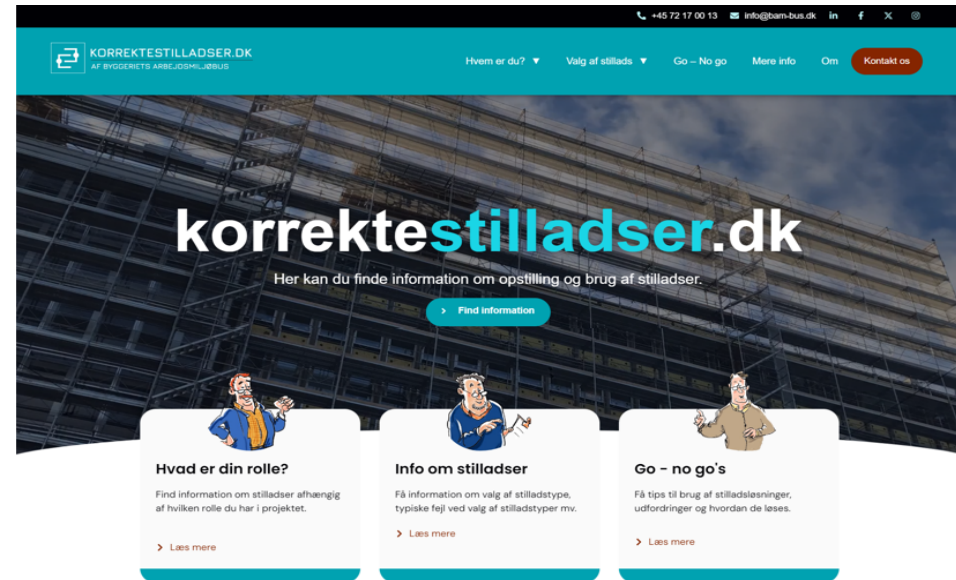 +45 72 17 00 13 info@bam-bus.dk in f X
KORREKTESTILLADSER.DK
AF BYGGERIETS ARBEJDSMILJØBUS
Hvem er du? ▼ Valg af stillads ▼ Go – No go Mere info Om Kontakt os
korrektestilladser.dk
Her kan du finde information om opstilling og brug af stilladser.
› Find information
Hvad er din rolle?
Find information om stilladser afhængig
af hvilken rolle du har i projektet.
› Læs mere
Info om stilladser
Få information om valg af stilladstype,
typiske fejl ved valg af stilladstyper mv.
› Læs mere
Go - no go's
Få tips til brug af stilladsløsninger,
udfordringer og hvordan de løses.
› Læs mere